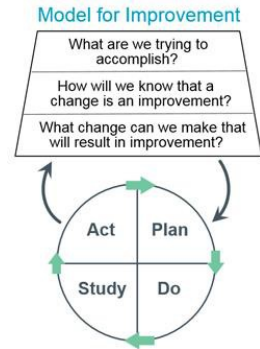 Model for Improvement
What are we trying to
accomplish?
How will we know that a
change is an improvement?
What change can we make that
will result in improvement?
Act
Plan
Study
Do